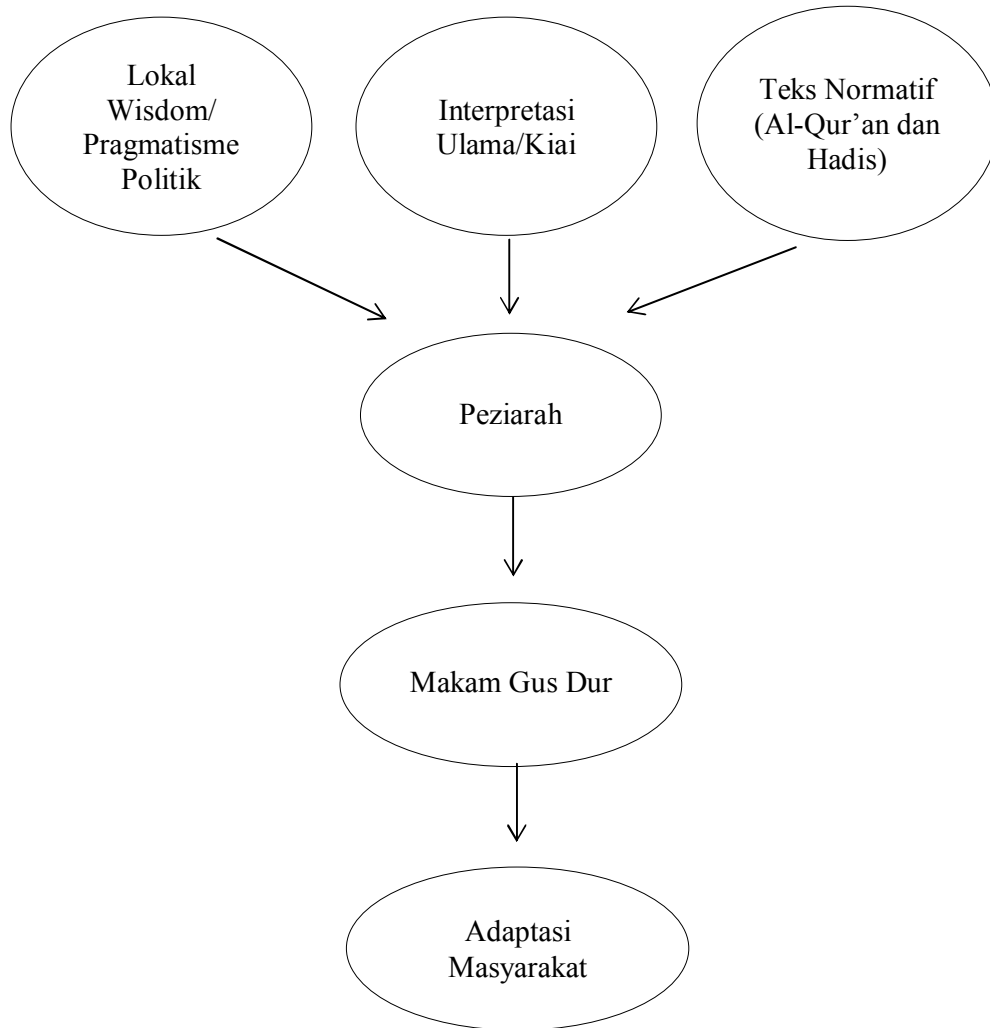 Lokal
Wisdom/
Pragmatisme
Politik
Interpretasi
Ulama/Kiai
Teks Normatif
(Al-Qur’an dan
Hadis)
Peziarah
Makam Gus Dur
Adaptasi
Masyarakat